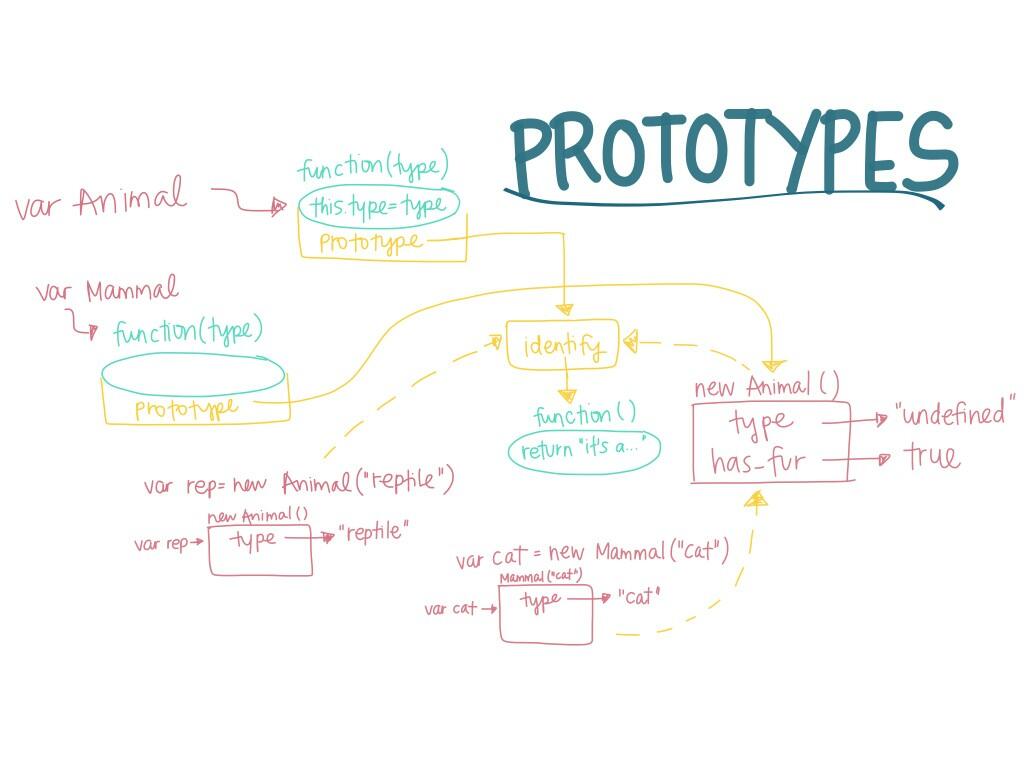 PROTOTYPES
var Animal
function(type)
this.type=type
prototype
var Mammal
function(type)
prototype
identify
function()
return "it's a..."
new Animal()
type
"undefined"
has_fur
true
var rep= new Animal("reptile")
new Animal()
var rep
type
"reptile"
var cat = new Mammal("cat")
Mammal("cat")
var cat
type
"cat"